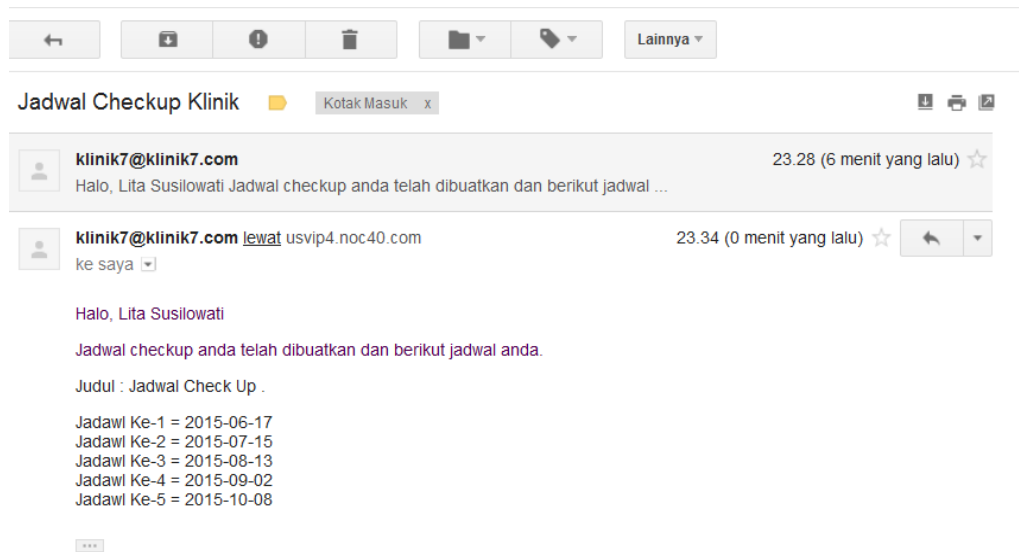 Lainnya
Jadwal Checkup Klinik Kotak Masuk x
klinik7@klinik7.com 23.28 (6 menit yang lalu)
Halo, Lita Susilowati Jadwal checkup anda telah dibuatkan dan berikut jadwal ...
klinik7@klinik7.com lewat usvip4.noc40.com 23.34 (0 menit yang lalu)
ke saya
Halo, Lita Susilowati
Jadwal checkup anda telah dibuatkan dan berikut jadwal anda.
Judul : Jadwal Check Up .
Jadawl Ke-1 = 2015-06-17
Jadawl Ke-2 = 2015-07-15
Jadawl Ke-3 = 2015-08-13
Jadawl Ke-4 = 2015-09-02
Jadawl Ke-5 = 2015-10-08